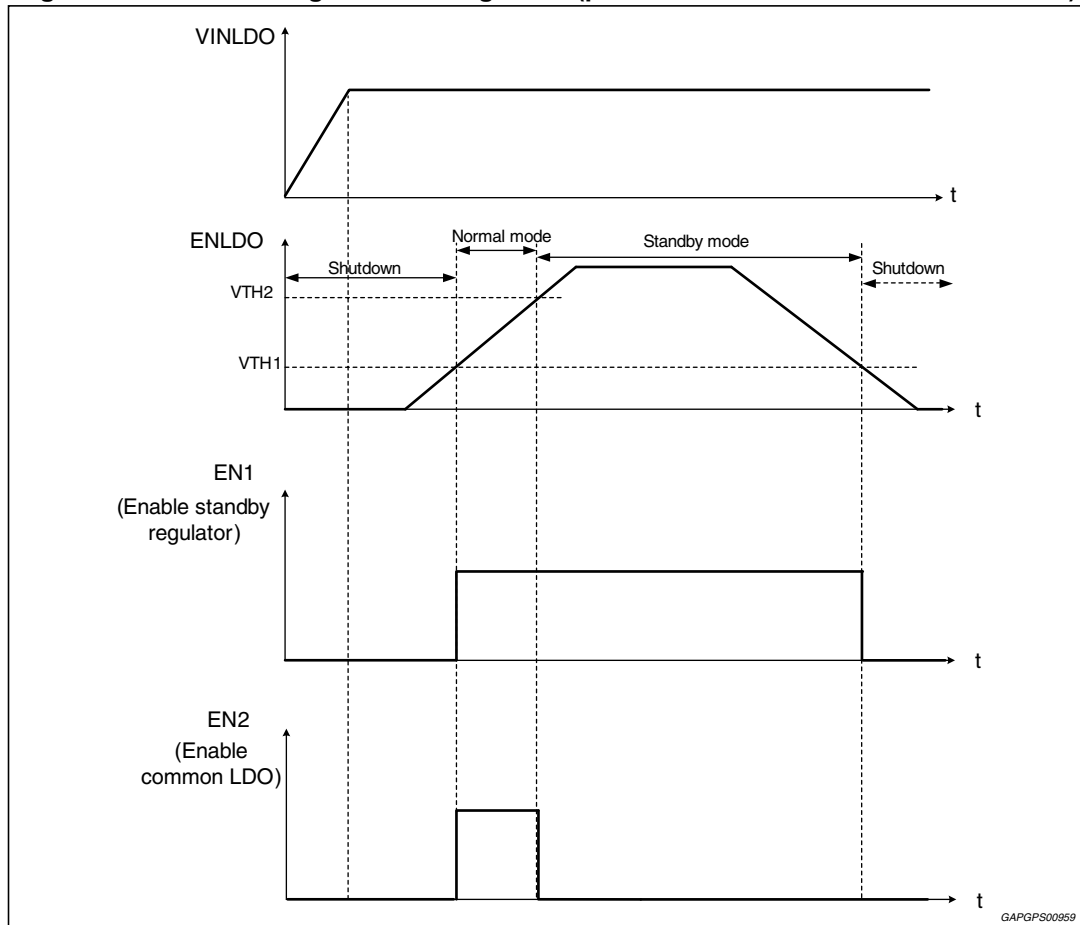 VINLDO
t
ENLDO
Normal mode
Standby mode
Shutdown
Shutdown
VTH2
VTH1
t
EN1
(Enable standby
regulator)
t
EN2
(Enable
common LDO)
t
GAPGPS00959